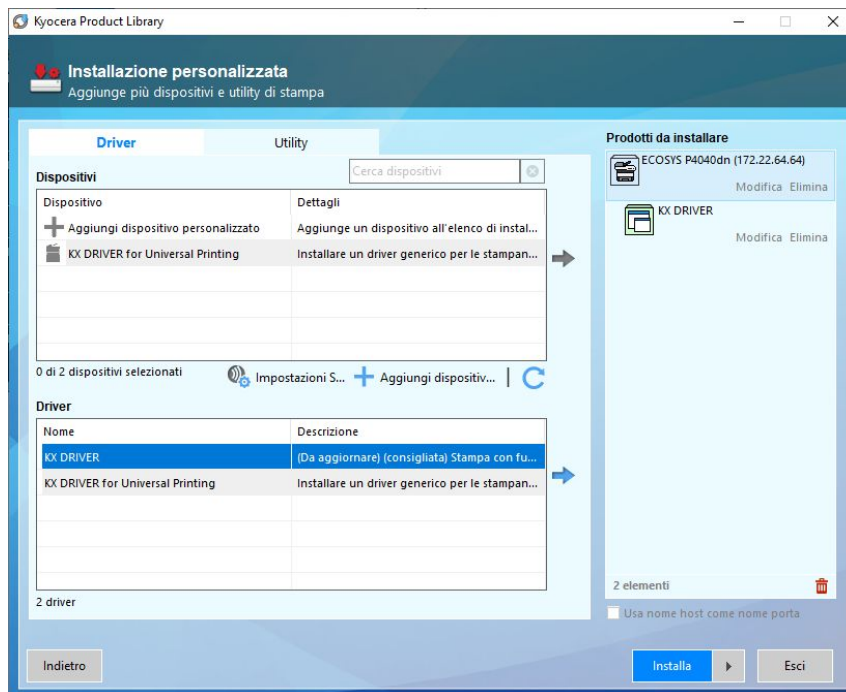 Kyocera Product Library
Installazione personalizzata
Aggiunge più dispositivi e utility di stampa
Driver
Utility
Dispositivi
Cerca dispositivi
Dispositivo
Dettagli
Aggiungi dispositivo personalizzato
Aggiunge un dispositivo all'elenco di instal...
KX DRIVER for Universal Printing
Installare un driver generico per le stampan...
0 di 2 dispositivi selezionati
Impostazioni S...
Aggiungi dispositiv...
Driver
Nome
Descrizione
KX DRIVER
(Da aggiornare) (consigliata) Stampa con fu...
KX DRIVER for Universal Printing
Installare un driver generico per le stampan...
2 driver
Prodotti da installare
ECOSYS P4040dn (172.22.64.64)
Modifica Elimina
KX DRIVER
Modifica Elimina
2 elementi
Usa nome host come nome porta
Indietro
Installa
Esci